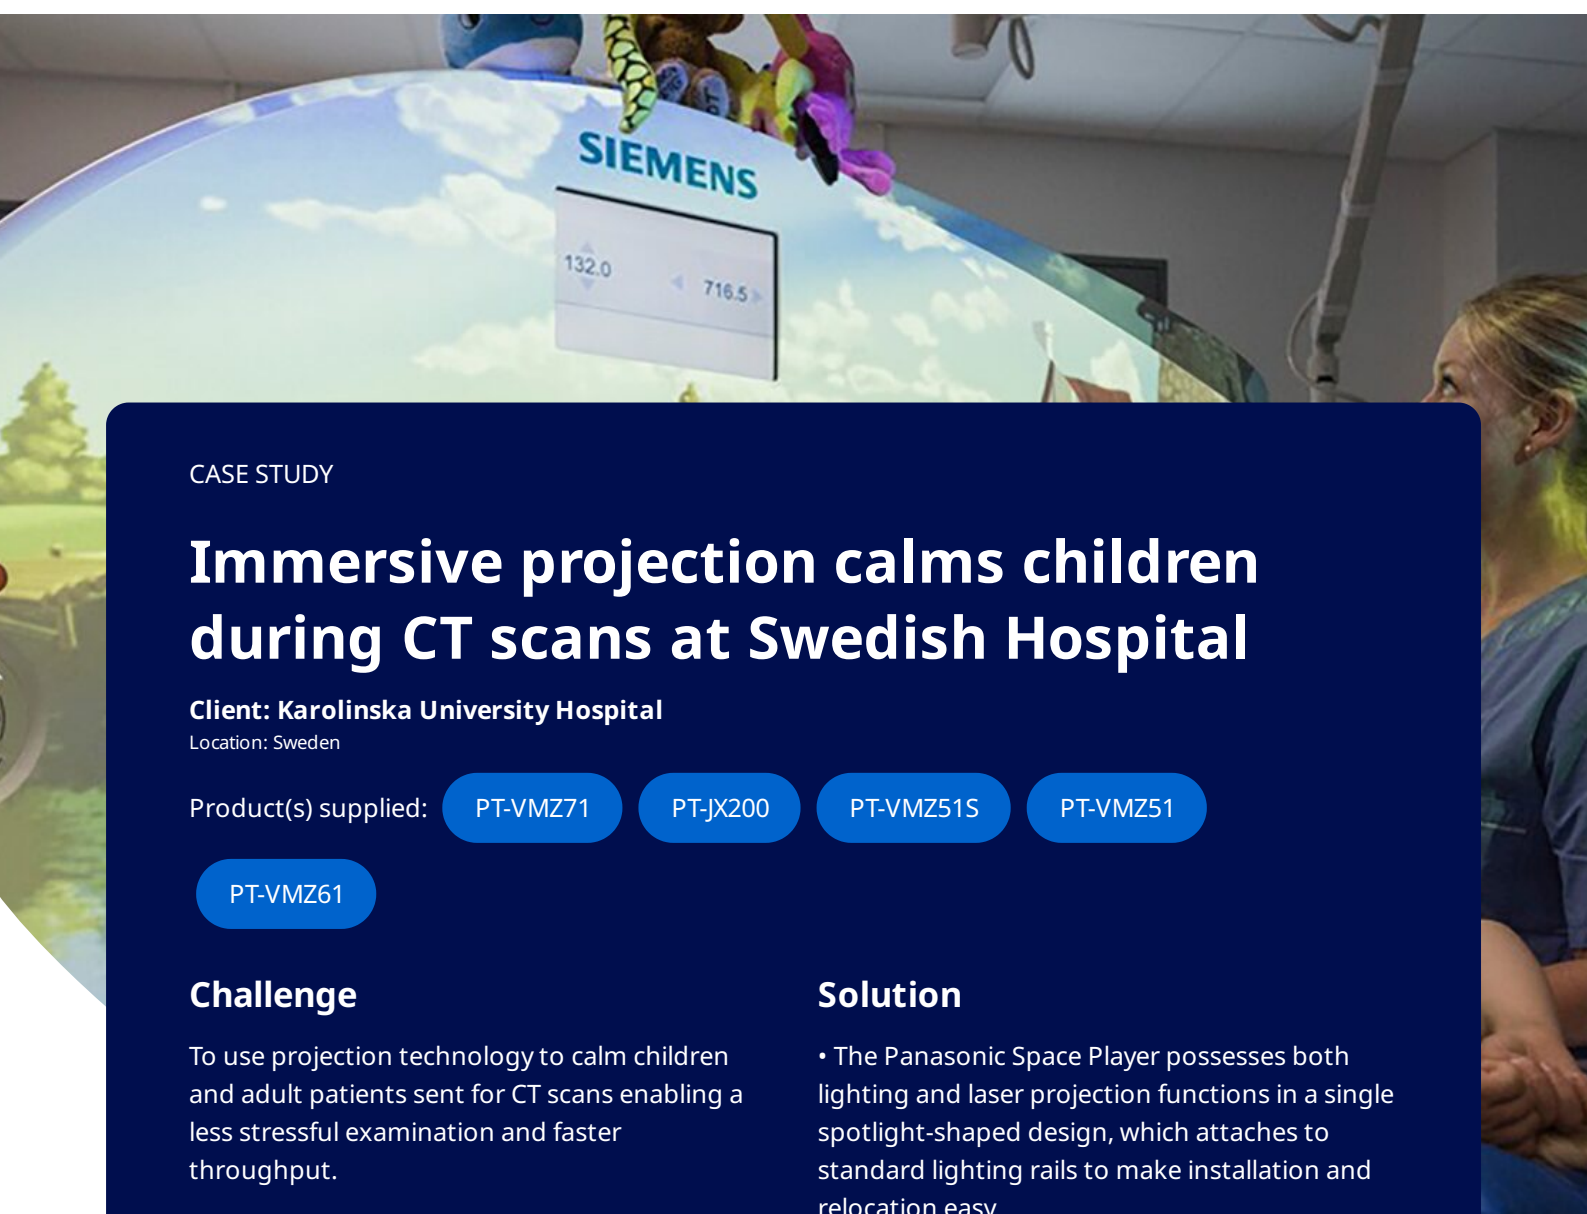 SIEMENS
132.0
716.5
CASE STUDY
Immersive projection calms children
during CT scans at Swedish Hospital
Client: Karolinska University Hospital
Location: Sweden
Product(s) supplied: PT-VMZ71 PT-JX200 PT-VMZ51S PT-VMZ51
PT-VMZ61
Challenge
To use projection technology to calm children
and adult patients sent for CT scans enabling a
less stressful examination and faster
throughput.
Solution
• The Panasonic Space Player possesses both
lighting and laser projection functions in a single
spotlight-shaped design, which attaches to
standard lighting rails to make installation and
relocation easy